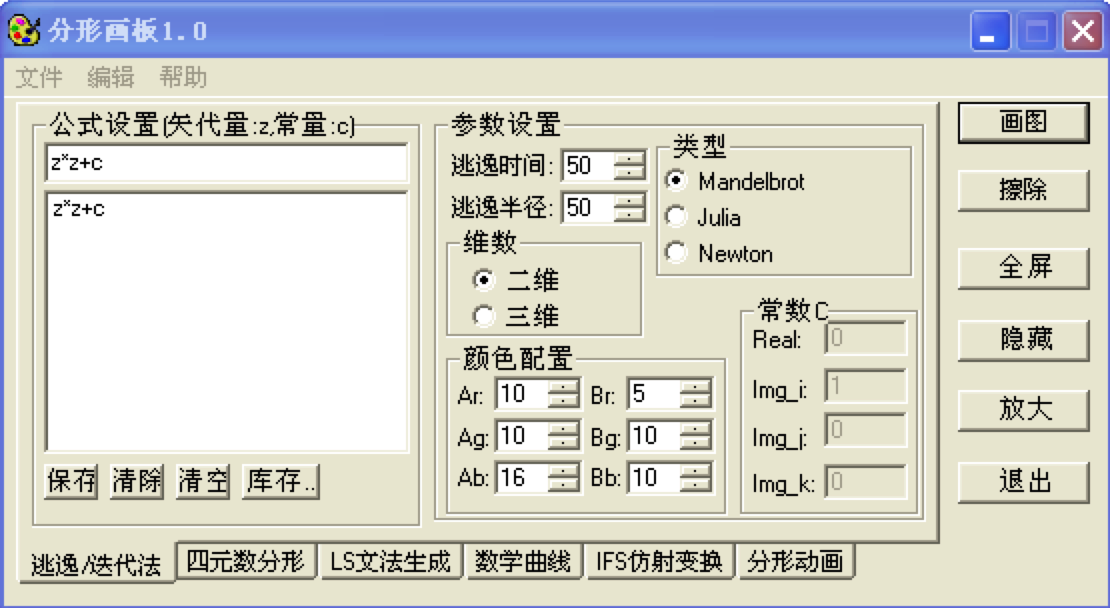 分形画板1.0
文件 编辑 帮助
公式设置(矢代量:z,常量:c)
z*z+c
z*z+c
保存 清除 清空 库存..
参数设置
逃逸时间: 50
逃逸半径: 50
维数
二维
三维
类型
Mandelbrot
Julia
Newton
颜色配置
Ar: 10 Br: 5
Ag: 10 Bg: 10
Ab: 16 Bb: 10
常数C
Real: 0
Img_i: 1
Img_j: 0
Img_k: 0
画图
擦除
全屏
隐藏
放大
退出
逃逸/迭代法 四元数分形 LS文法生成 数学曲线 IFS仿射变换 分形动画